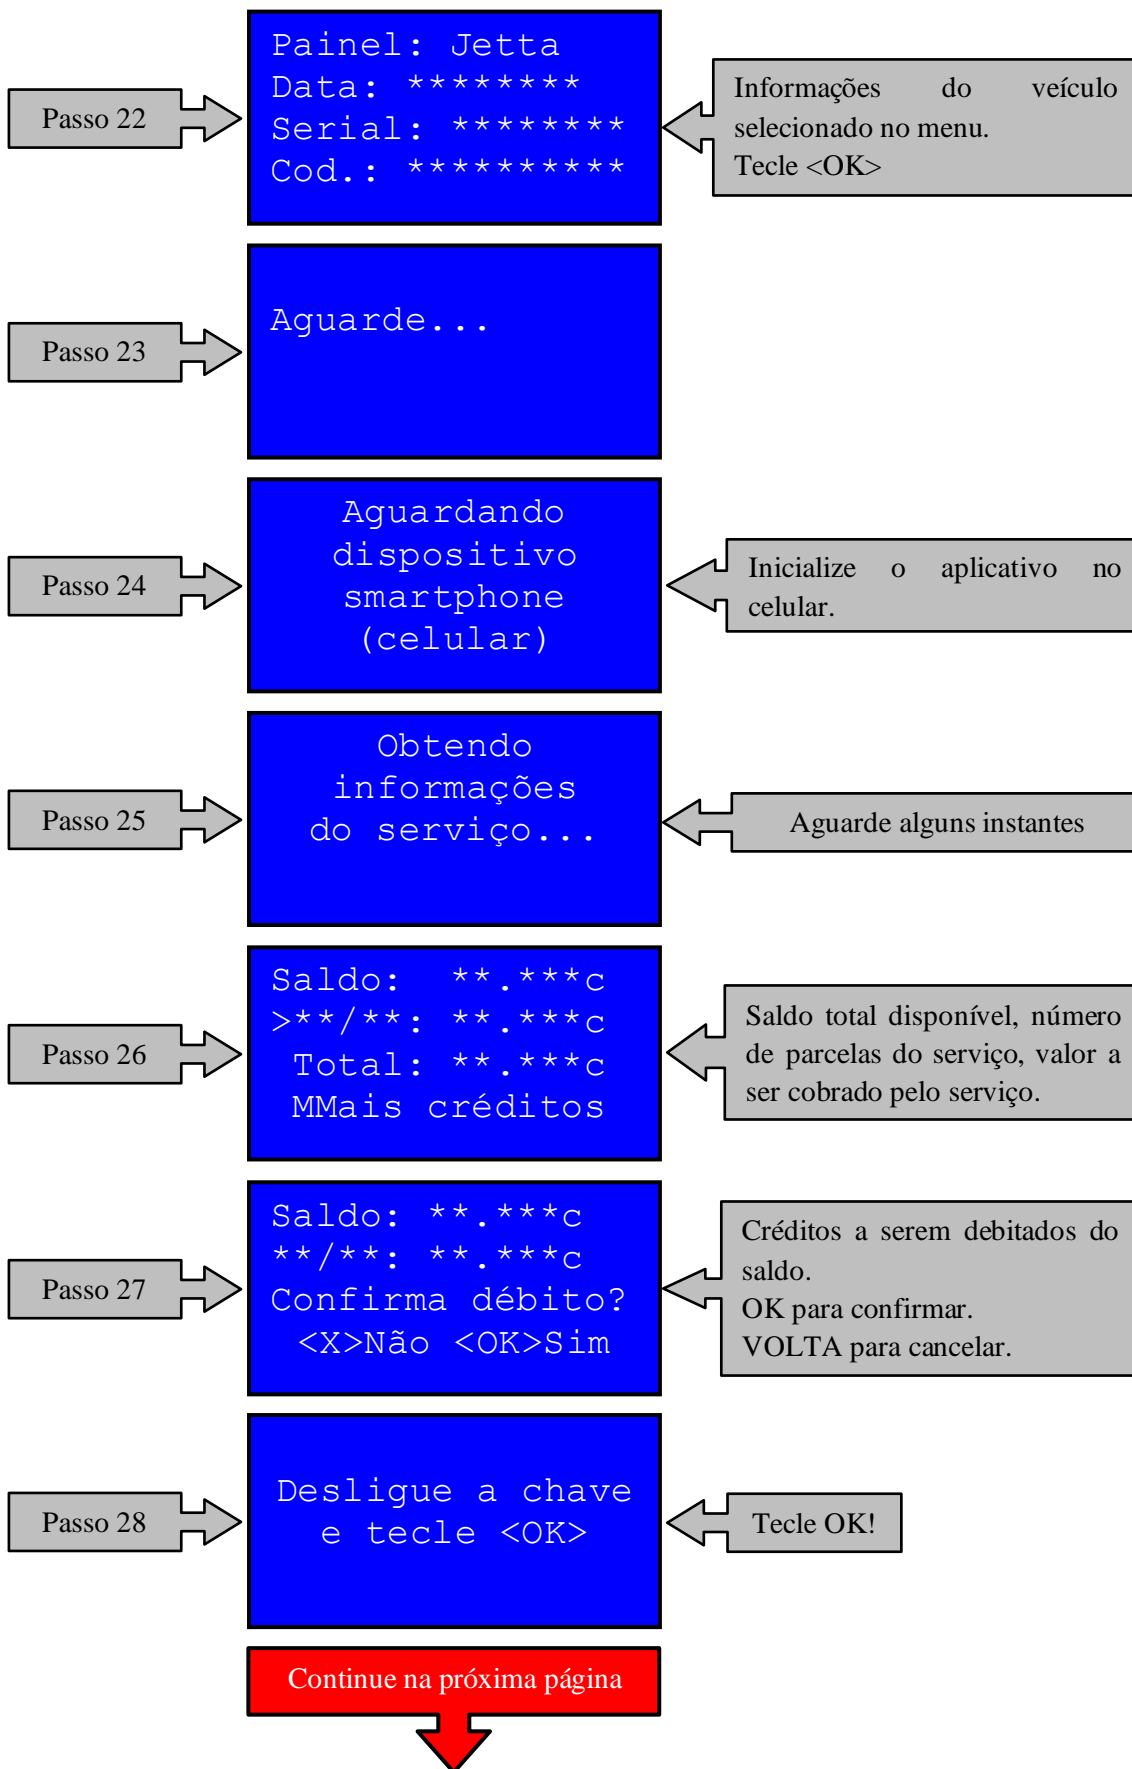 Passo 22
Painel: Jetta
Data: ********
Serial: ********
Cod.: **********
Informações do veículo
selecionado no menu.
Tecle <OK>
Passo 23
Aguarde...
Passo 24
Aguardando
dispositivo
smartphone
(celular)
Inicialize o aplicativo no
celular.
Passo 25
Obtendo
informações
do serviço...
Aguarde alguns instantes
Passo 26
Saldo: **.***c
>**/**: **.***c
Total: **.***c
MMais créditos
Saldo total disponível, número
de parcelas do serviço, valor a
ser cobrado pelo serviço.
Passo 27
Saldo: **.***c
**/**: **.***c
Confirma débito?
<X>Não <OK>Sim
Créditos a serem debitados do
saldo.
OK para confirmar.
VOLTA para cancelar.
Passo 28
Desligue a chave
e tecle <OK>
Tecle OK!
Continue na próxima página